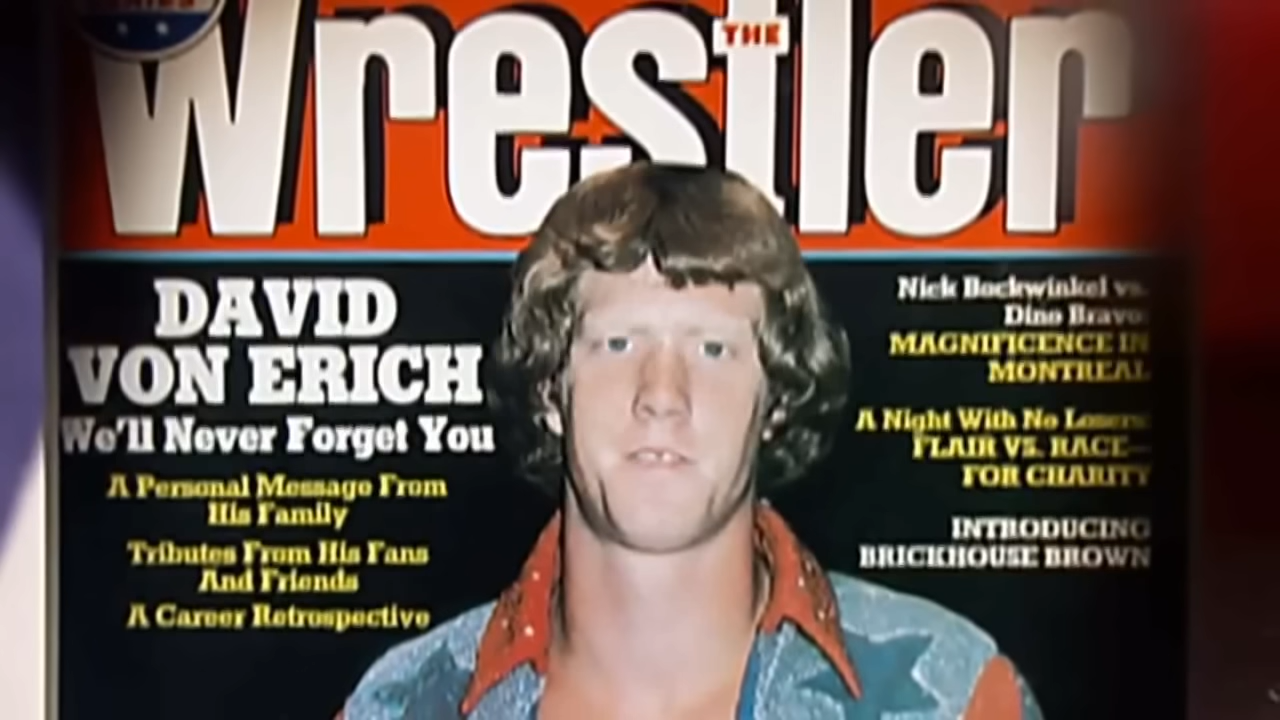 THE
Wrestler
DAVID
VON ERICH
We'll Never Forget You
A Personal Message From
His Family
Tributes From His Fans
And Friends
A Career Retrospective
Nick Bockwinkel vs.
Dino Bravo:
MAGNIFICENCE IN
MONTREAL
A Night With No Losers:
FLAIR VS. RACE—
FOR CHARITY
INTRODUCING
BRICKHOUSE BROWN